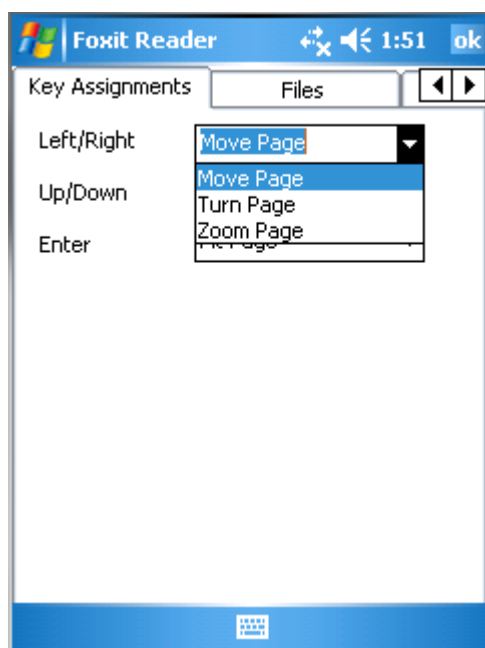 Foxit Reader 1:51 ok
Key Assignments Files
Left/Right Move Page
Move Page
Up/Down
Turn Page
Zoom Page
Enter